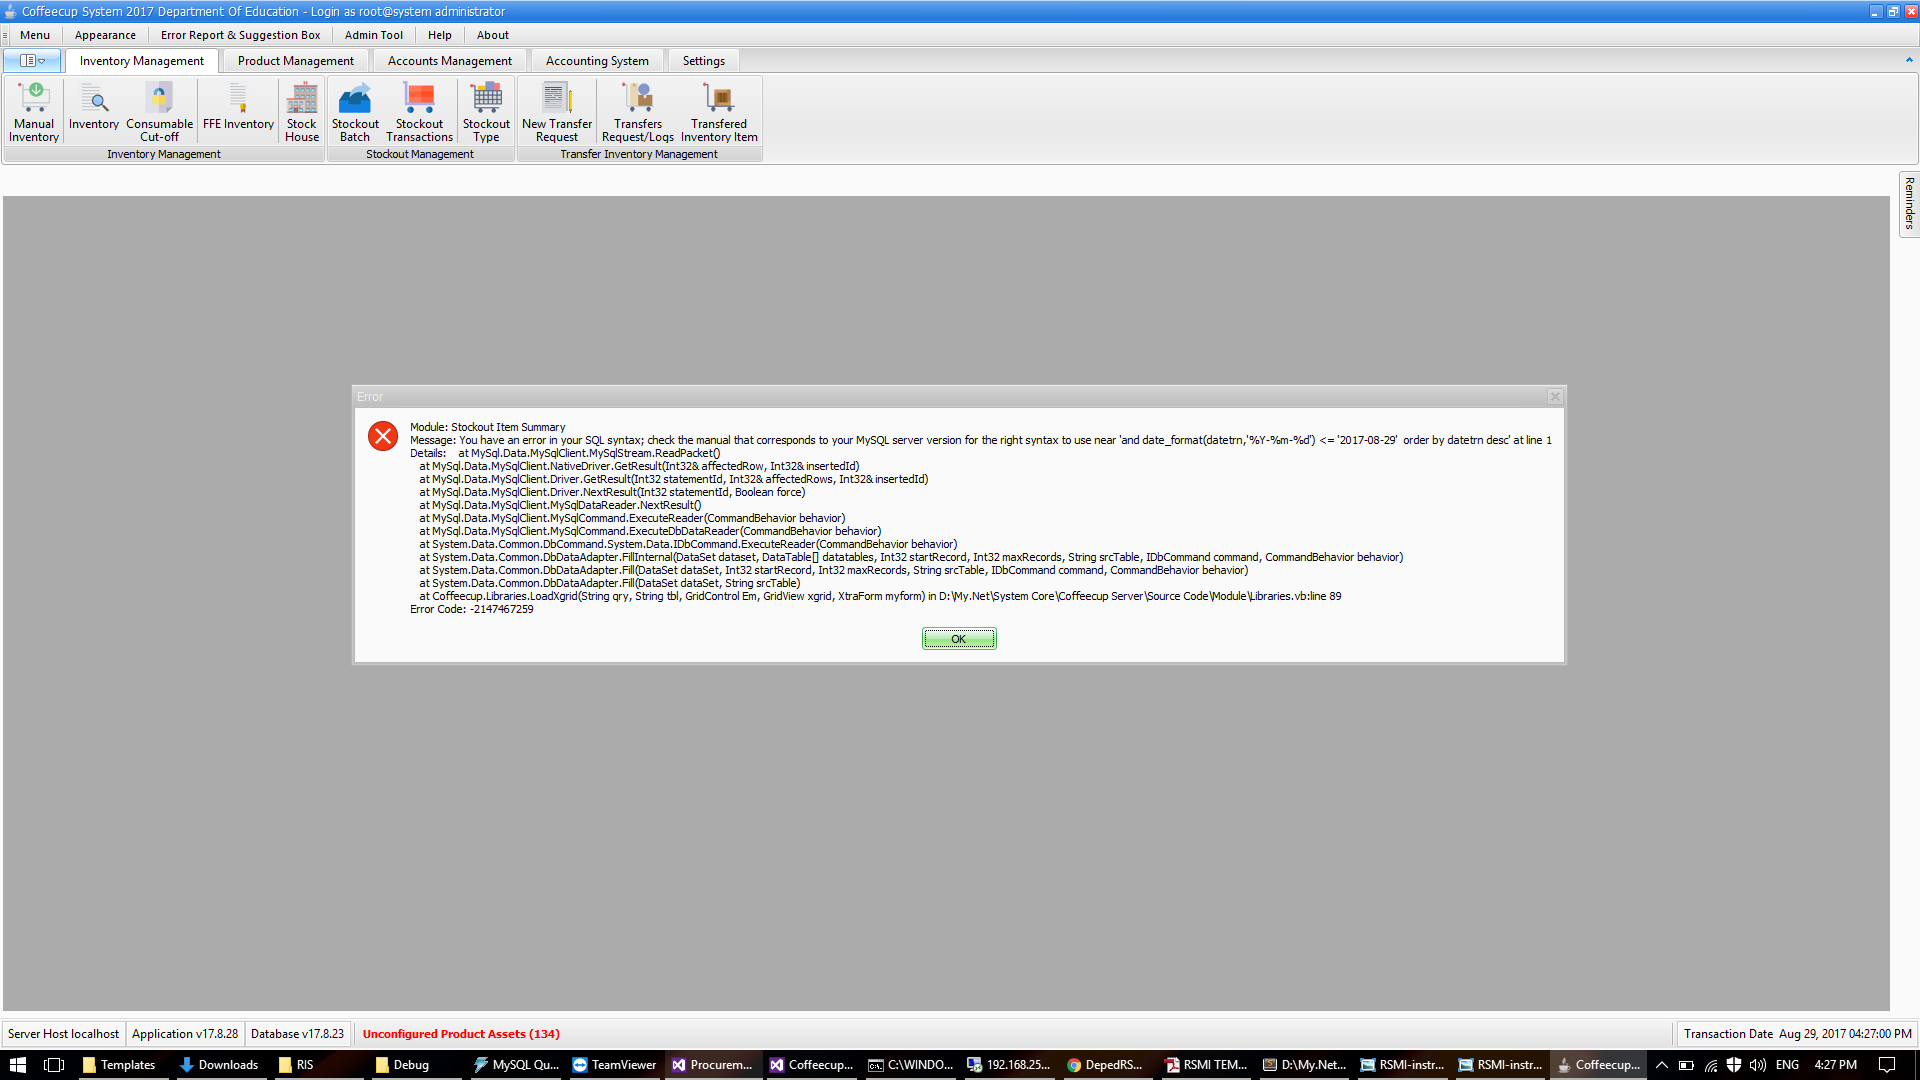 Coffeecup System 2017 Department Of Education - Login as root@system administrator
Menu Appearance Error Report & Suggestion Box Admin Tool Help About
Inventory Management Product Management Accounts Management Accounting System Settings
Manual Inventory
Inventory
Consumable Cut-off
FFE Inventory
Stock House
Stockout Batch
Stockout Transactions
Stockout Type
New Transfer Request
Transfers Request/Logs
Transfered Inventory Item
Inventory Management Stockout Management Transfer Inventory Management
Reminders
Error
Module: Stockout Item Summary
Message: You have an error in your SQL syntax; check the manual that corresponds to your MySQL server version for the right syntax to use near 'and date_format(datetrn,'%Y-%m-%d') <= '2017-08-29'  order by datetrn desc' at line 1
Details:    at MySql.Data.MySqlClient.MySqlStream.ReadPacket()
at MySql.Data.MySqlClient.NativeDriver.GetResult(Int32& affectedRow, Int32& insertedId)
at MySql.Data.MySqlClient.Driver.GetResult(Int32 statementId, Int32& affectedRows, Int32& insertedId)
at MySql.Data.MySqlClient.Driver.NextResult(Int32 statementId, Boolean force)
at MySql.Data.MySqlClient.MySqlDataReader.NextResult()
at MySql.Data.MySqlClient.MySqlCommand.ExecuteReader(CommandBehavior behavior)
at MySql.Data.MySqlClient.MySqlCommand.ExecuteDbDataReader(CommandBehavior behavior)
at System.Data.Common.DbCommand.System.Data.IDbCommand.ExecuteReader(CommandBehavior behavior)
at System.Data.Common.DbDataAdapter.FillInternal(DataSet dataset, DataTable[] datatables, Int32 startRecord, Int32 maxRecords, String srcTable, IDbCommand command, CommandBehavior behavior)
at System.Data.Common.DbDataAdapter.Fill(DataSet dataSet, Int32 startRecord, Int32 maxRecords, String srcTable, IDbCommand command, CommandBehavior behavior)
at System.Data.Common.DbDataAdapter.Fill(DataSet dataSet, String srcTable)
at Coffeecup.Libraries.LoadXgrid(String qry, String tbl, GridControl Em, GridView xgrid, XtraForm myform) in D:\My.Net\System Core\Coffeecup Server\Source Code\Module\Libraries.vb:line 89
Error Code: -2147467259
OK
Server Host localhost Application v17.8.28 Database v17.8.23 Unconfigured Product Assets (134) Transaction Date Aug 29, 2017 04:27:00 PM
Templates Downloads RIS Debug MySQL Qu... TeamViewer Procurem... Coffeecup... C:\WINDO... 192.168.25... DepedRS... RSMI TEM... D:\My.Net... RSMI-instr... RSMI-instr... Coffeecup... ENG 4:27 PM